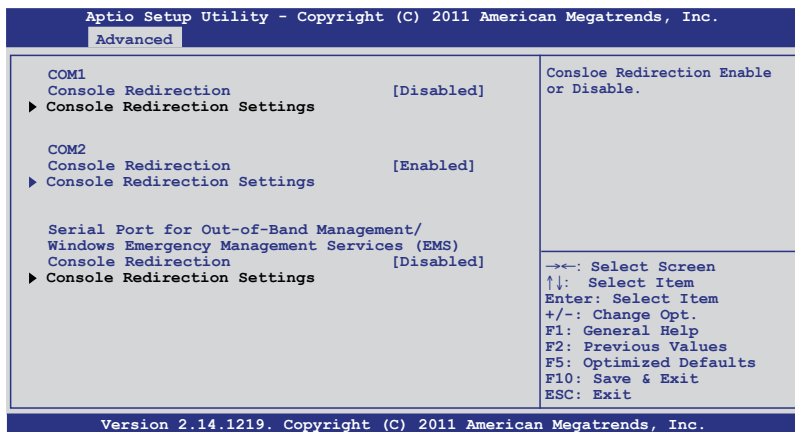 Aptio Setup Utility - Copyright (C) 2011 American Megatrends, Inc.
Advanced
COM1
Console Redirection [Disabled]
▶ Console Redirection Settings
COM2
Console Redirection [Enabled]
▶ Console Redirection Settings
Serial Port for Out-of-Band Management/
Windows Emergency Management Services (EMS)
Console Redirection [Disabled]
▶ Console Redirection Settings
Consloe Redirection Enable
or Disable.
→←: Select Screen
↑↓: Select Item
Enter: Select Item
+/-: Change Opt.
F1: General Help
F2: Previous Values
F5: Optimized Defaults
F10: Save & Exit
ESC: Exit
Version 2.14.1219. Copyright (C) 2011 American Megatrends, Inc.